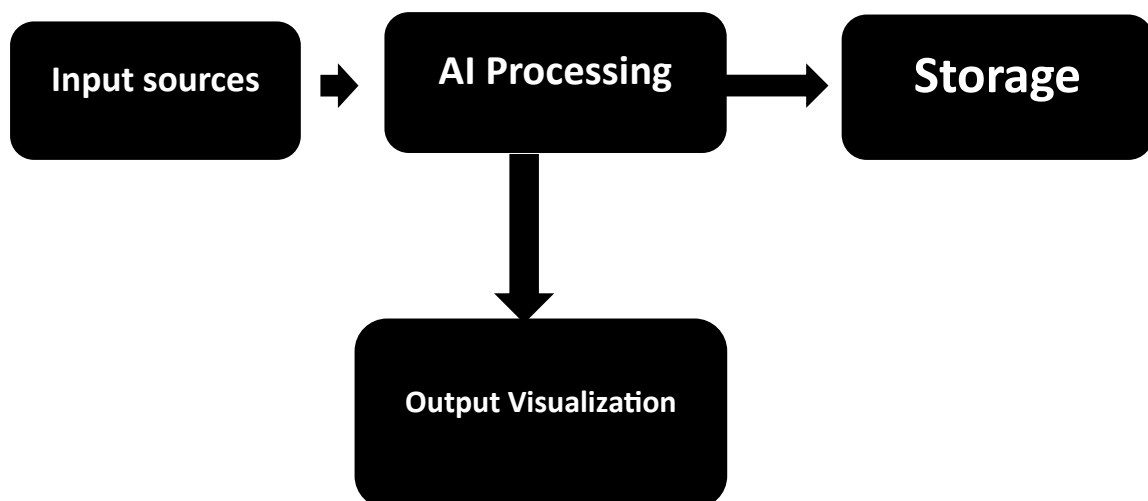 Input sources
AI Processing
Storage
Output Visualization